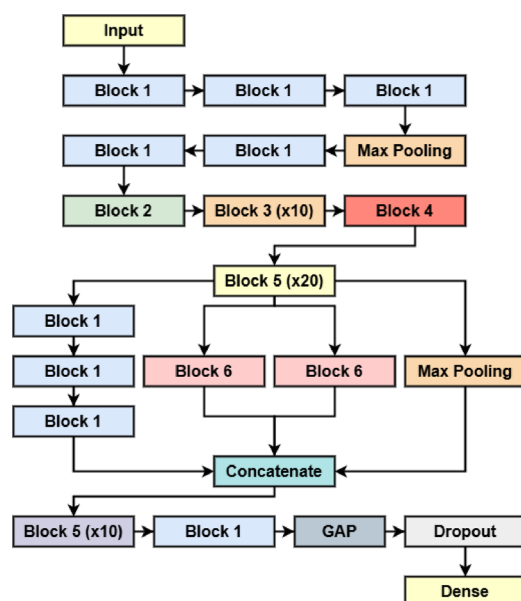 Input
Block 1
Block 1
Block 1
Block 1
Block 1
Max Pooling
Block 2
Block 3 (x10)
Block 4
Block 5 (x20)
Block 1
Block 1
Block 6
Block 6
Max Pooling
Block 1
Concatenate
Block 5 (x10)
Block 1
GAP
Dropout
Dense